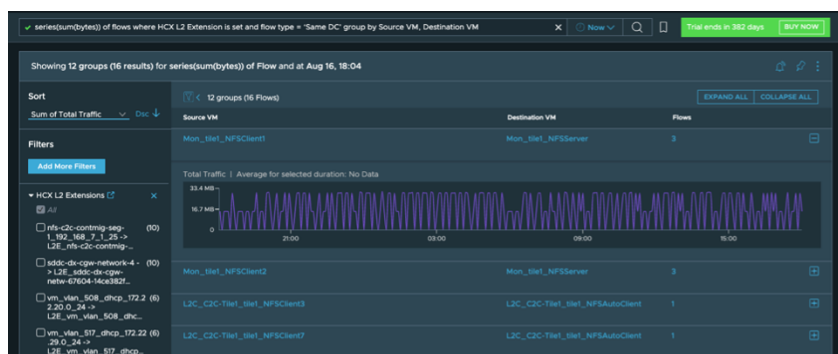 series(sum(bytes)) of flows where HCX L2 Extension is set and flow type = 'Same DC' group by Source VM, Destination VM
Now
Trial ends in 382 days
BUY NOW
Showing 12 groups (16 results) for series(sum(bytes)) of Flow and at Aug 16, 18:04
Sort
Sum of Total Traffic
Dsc
Filters
Add More Filters
HCX L2 Extensions
All
nfs-c2c-contmig-seg- (10)
1_192_168_7_1_25 ->
L2E_nfs-c2c-contmig-...
sddc-dx-cgw-network-4 - (10)
> L2E_sddc-dx-cgw-
netw-67604-14ce382f...
vm_vlan_508_dhcp_172.2 (6)
2.20.0_24 ->
L2E_vm_vlan_508_dhc...
vm_vlan_517_dhcp_172.22 (6)
.29.0_24 ->
L2E_vm_vlan_517_dhcp...
12 groups (16 Flows)
EXPAND ALL
COLLAPSE ALL
Source VM Destination VM Flows
Mon_tile1_NFSClient1 Mon_tile1_NFSServer 3
Total Traffic | Average for selected duration: No Data
33.4 MB
16.7 MB
0
21:00 03:00 09:00 15:00
Mon_tile1_NFSClient2 Mon_tile1_NFSServer 3
L2C_C2C-Tile1_tile1_NFSClient3 L2C_C2C-Tile1_tile1_NFSAutoClient 1
L2C_C2C-Tile1_tile1_NFSClient7 L2C_C2C-Tile1_tile1_NFSAutoClient 1